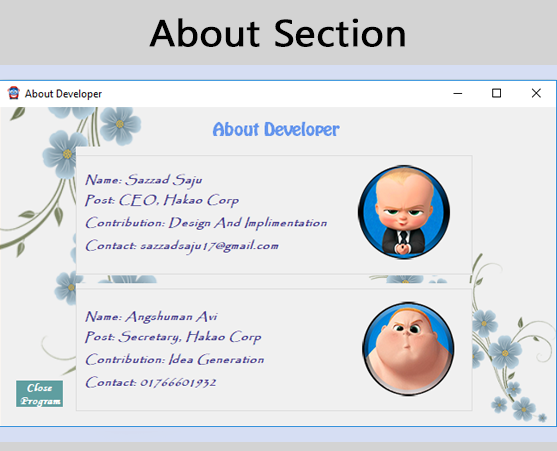 About Section
About Developer
About Developer
Name: Sazzad Saju
Post: CEO, Hakao Corp
Contribution: Design And Implimentation
Contact: sazzadsaju17@gmail.com
Name: Angshuman Avi
Post: Secretary, Hakao Corp
Contribution: Idea Generation
Contact: 01766601932
Close
Program